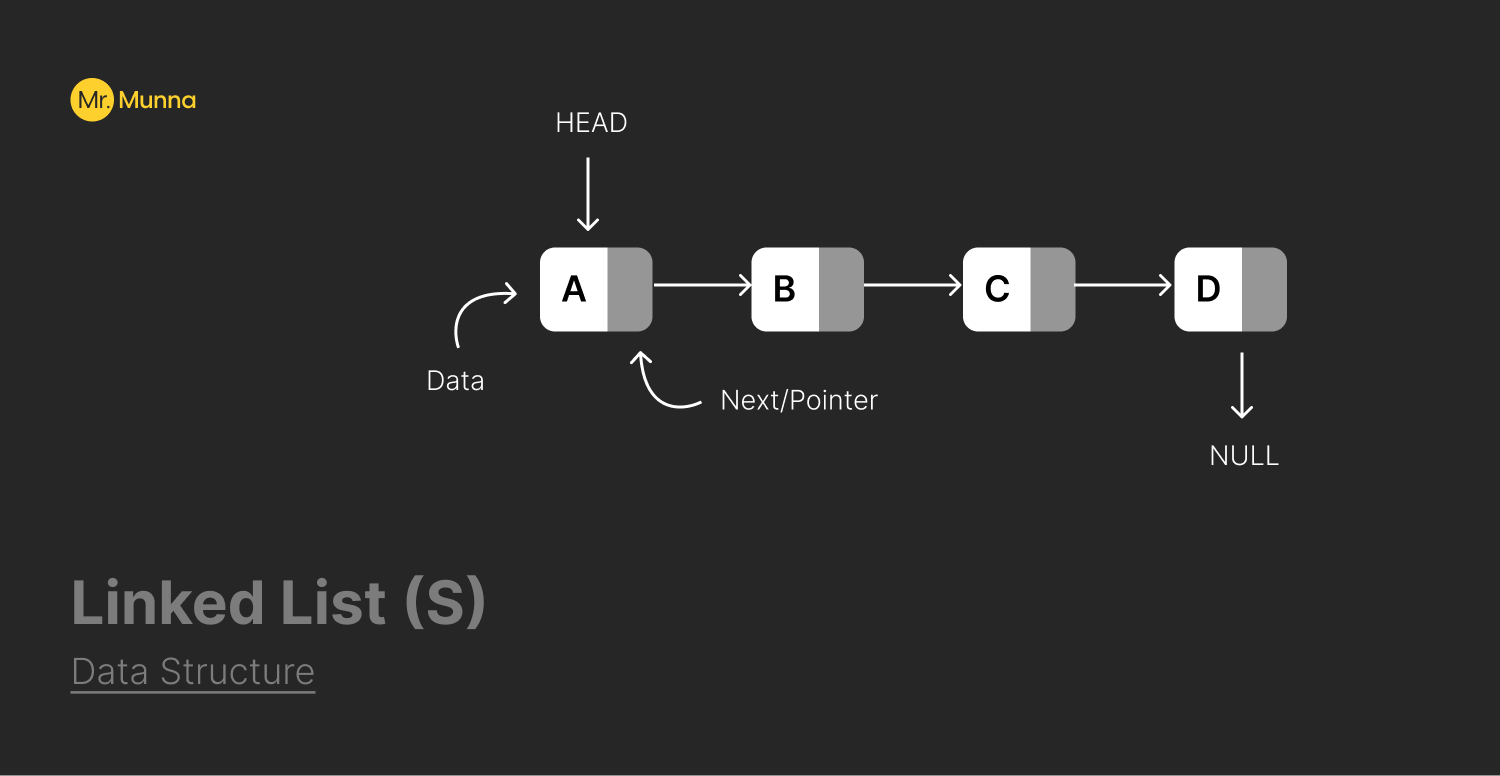 Mr. Munna
HEAD
A
B
C
D
Data
Next/Pointer
NULL
Linked List (S)
Data Structure